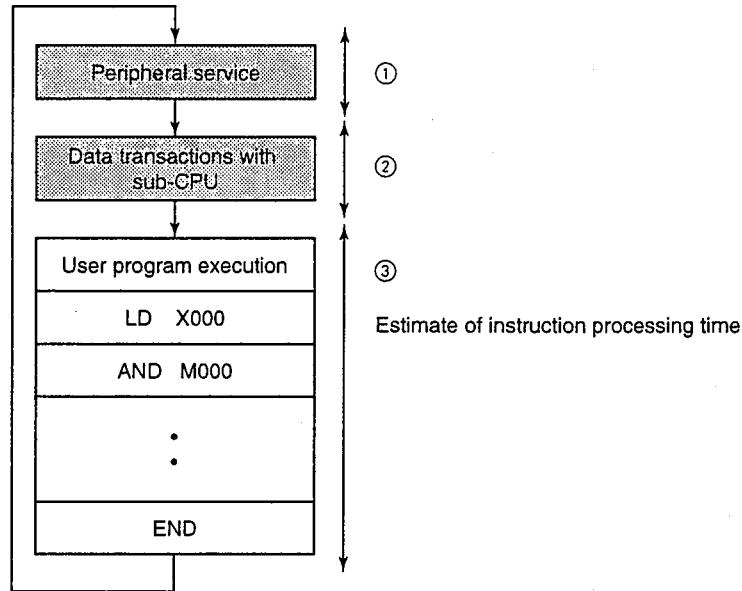 Peripheral service
①
Data transactions with
sub-CPU
②
User program execution
③
LD X000
Estimate of instruction processing time
AND M000
•
•
END